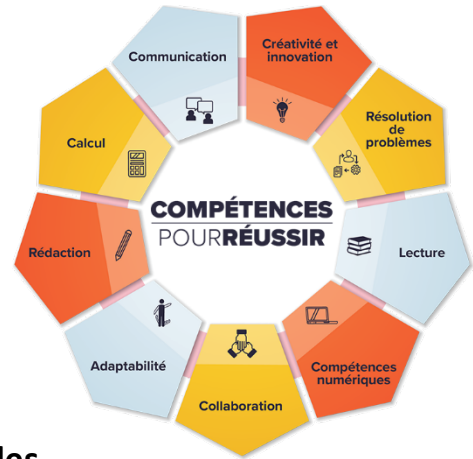 Communication
Créativité et
innovation
Résolution
de
problèmes
Calcul
COMPÉTENCES
POURRÉUSSIR
Rédaction
Lecture
Adaptabilité
Compétences
numériques
Collaboration